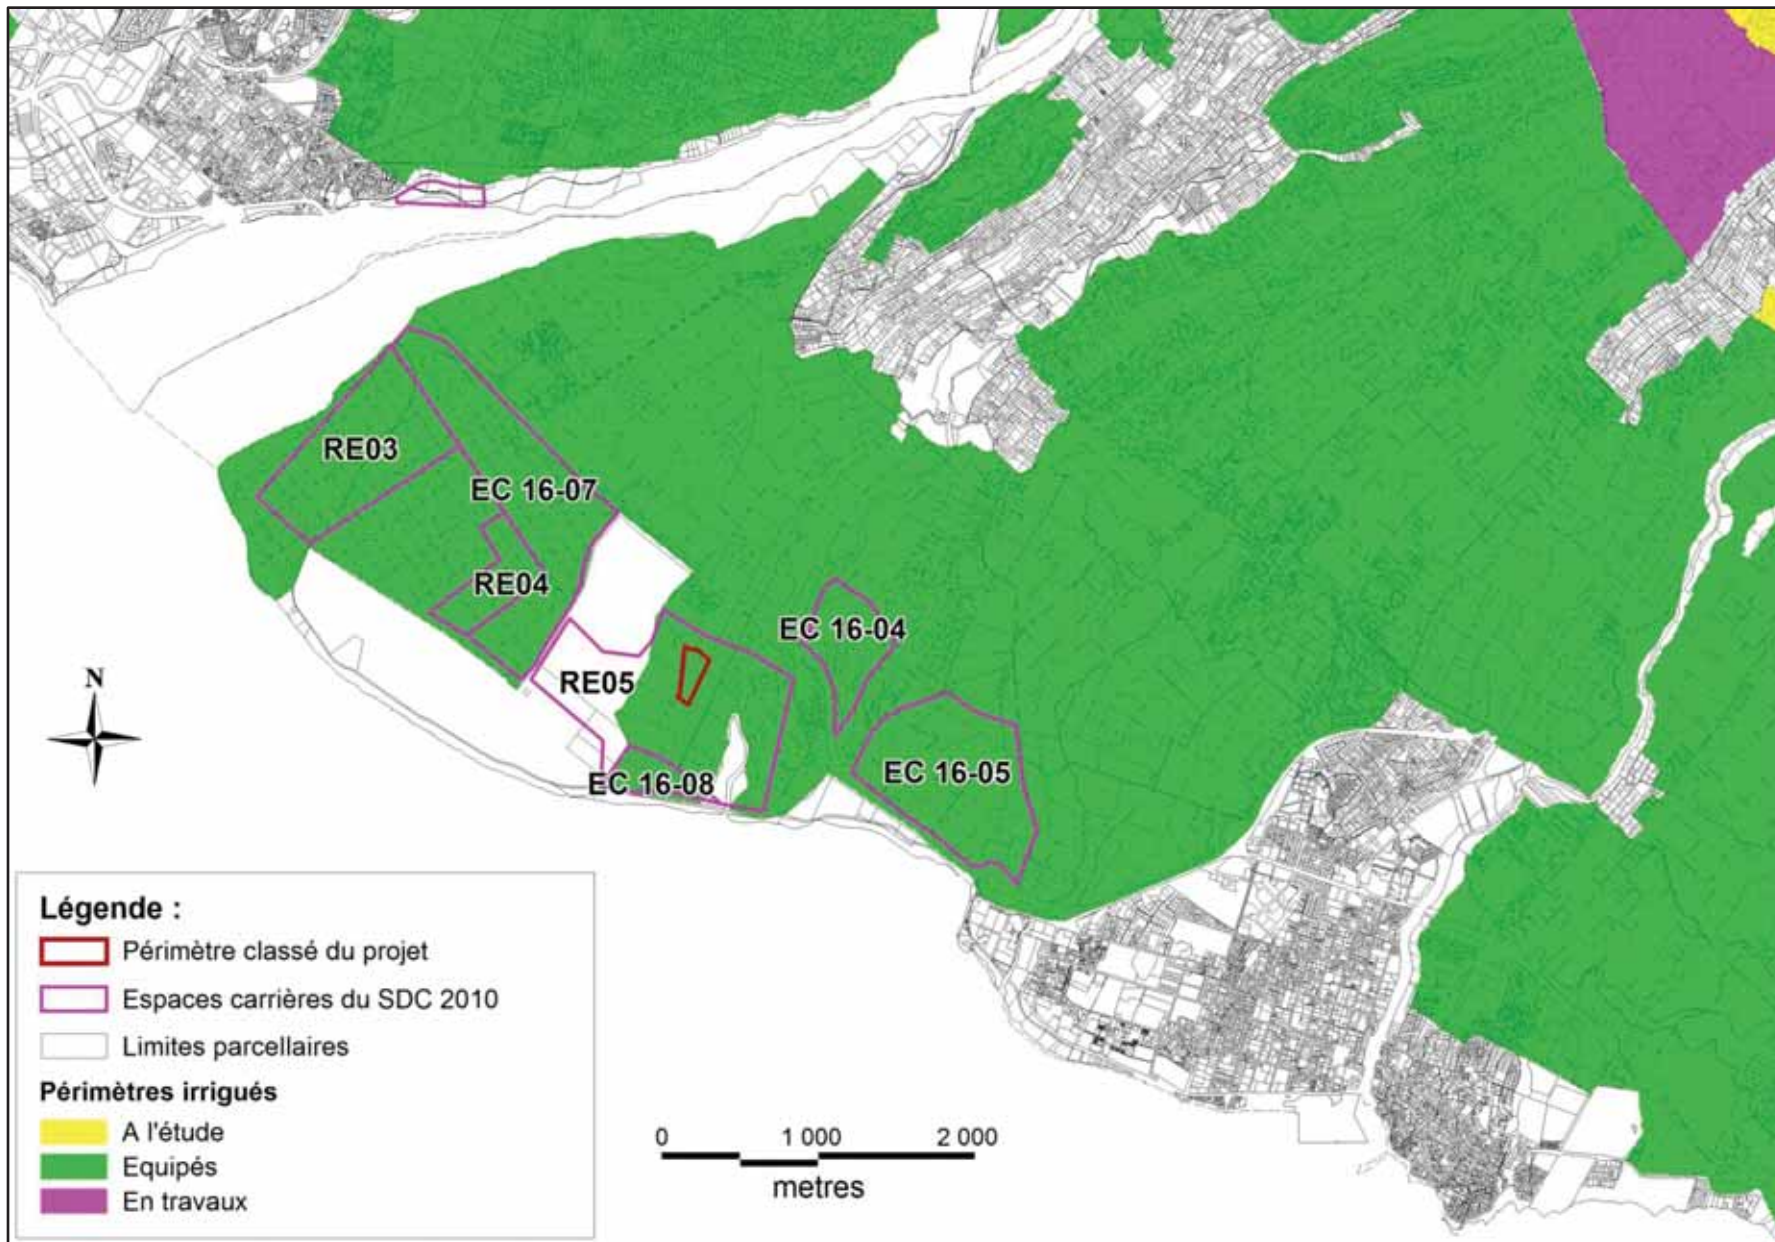 RE03
EC 16-07
RE04
EC 16-04
RE05
EC 16-05
EC 16-08
N
Légende :
Périmètre classé du projet
Espaces carrières du SDC 2010
Limites parcellaires
Périmètres irrigués
A l'étude
Equipés
En travaux
0 1 000 2 000
metres